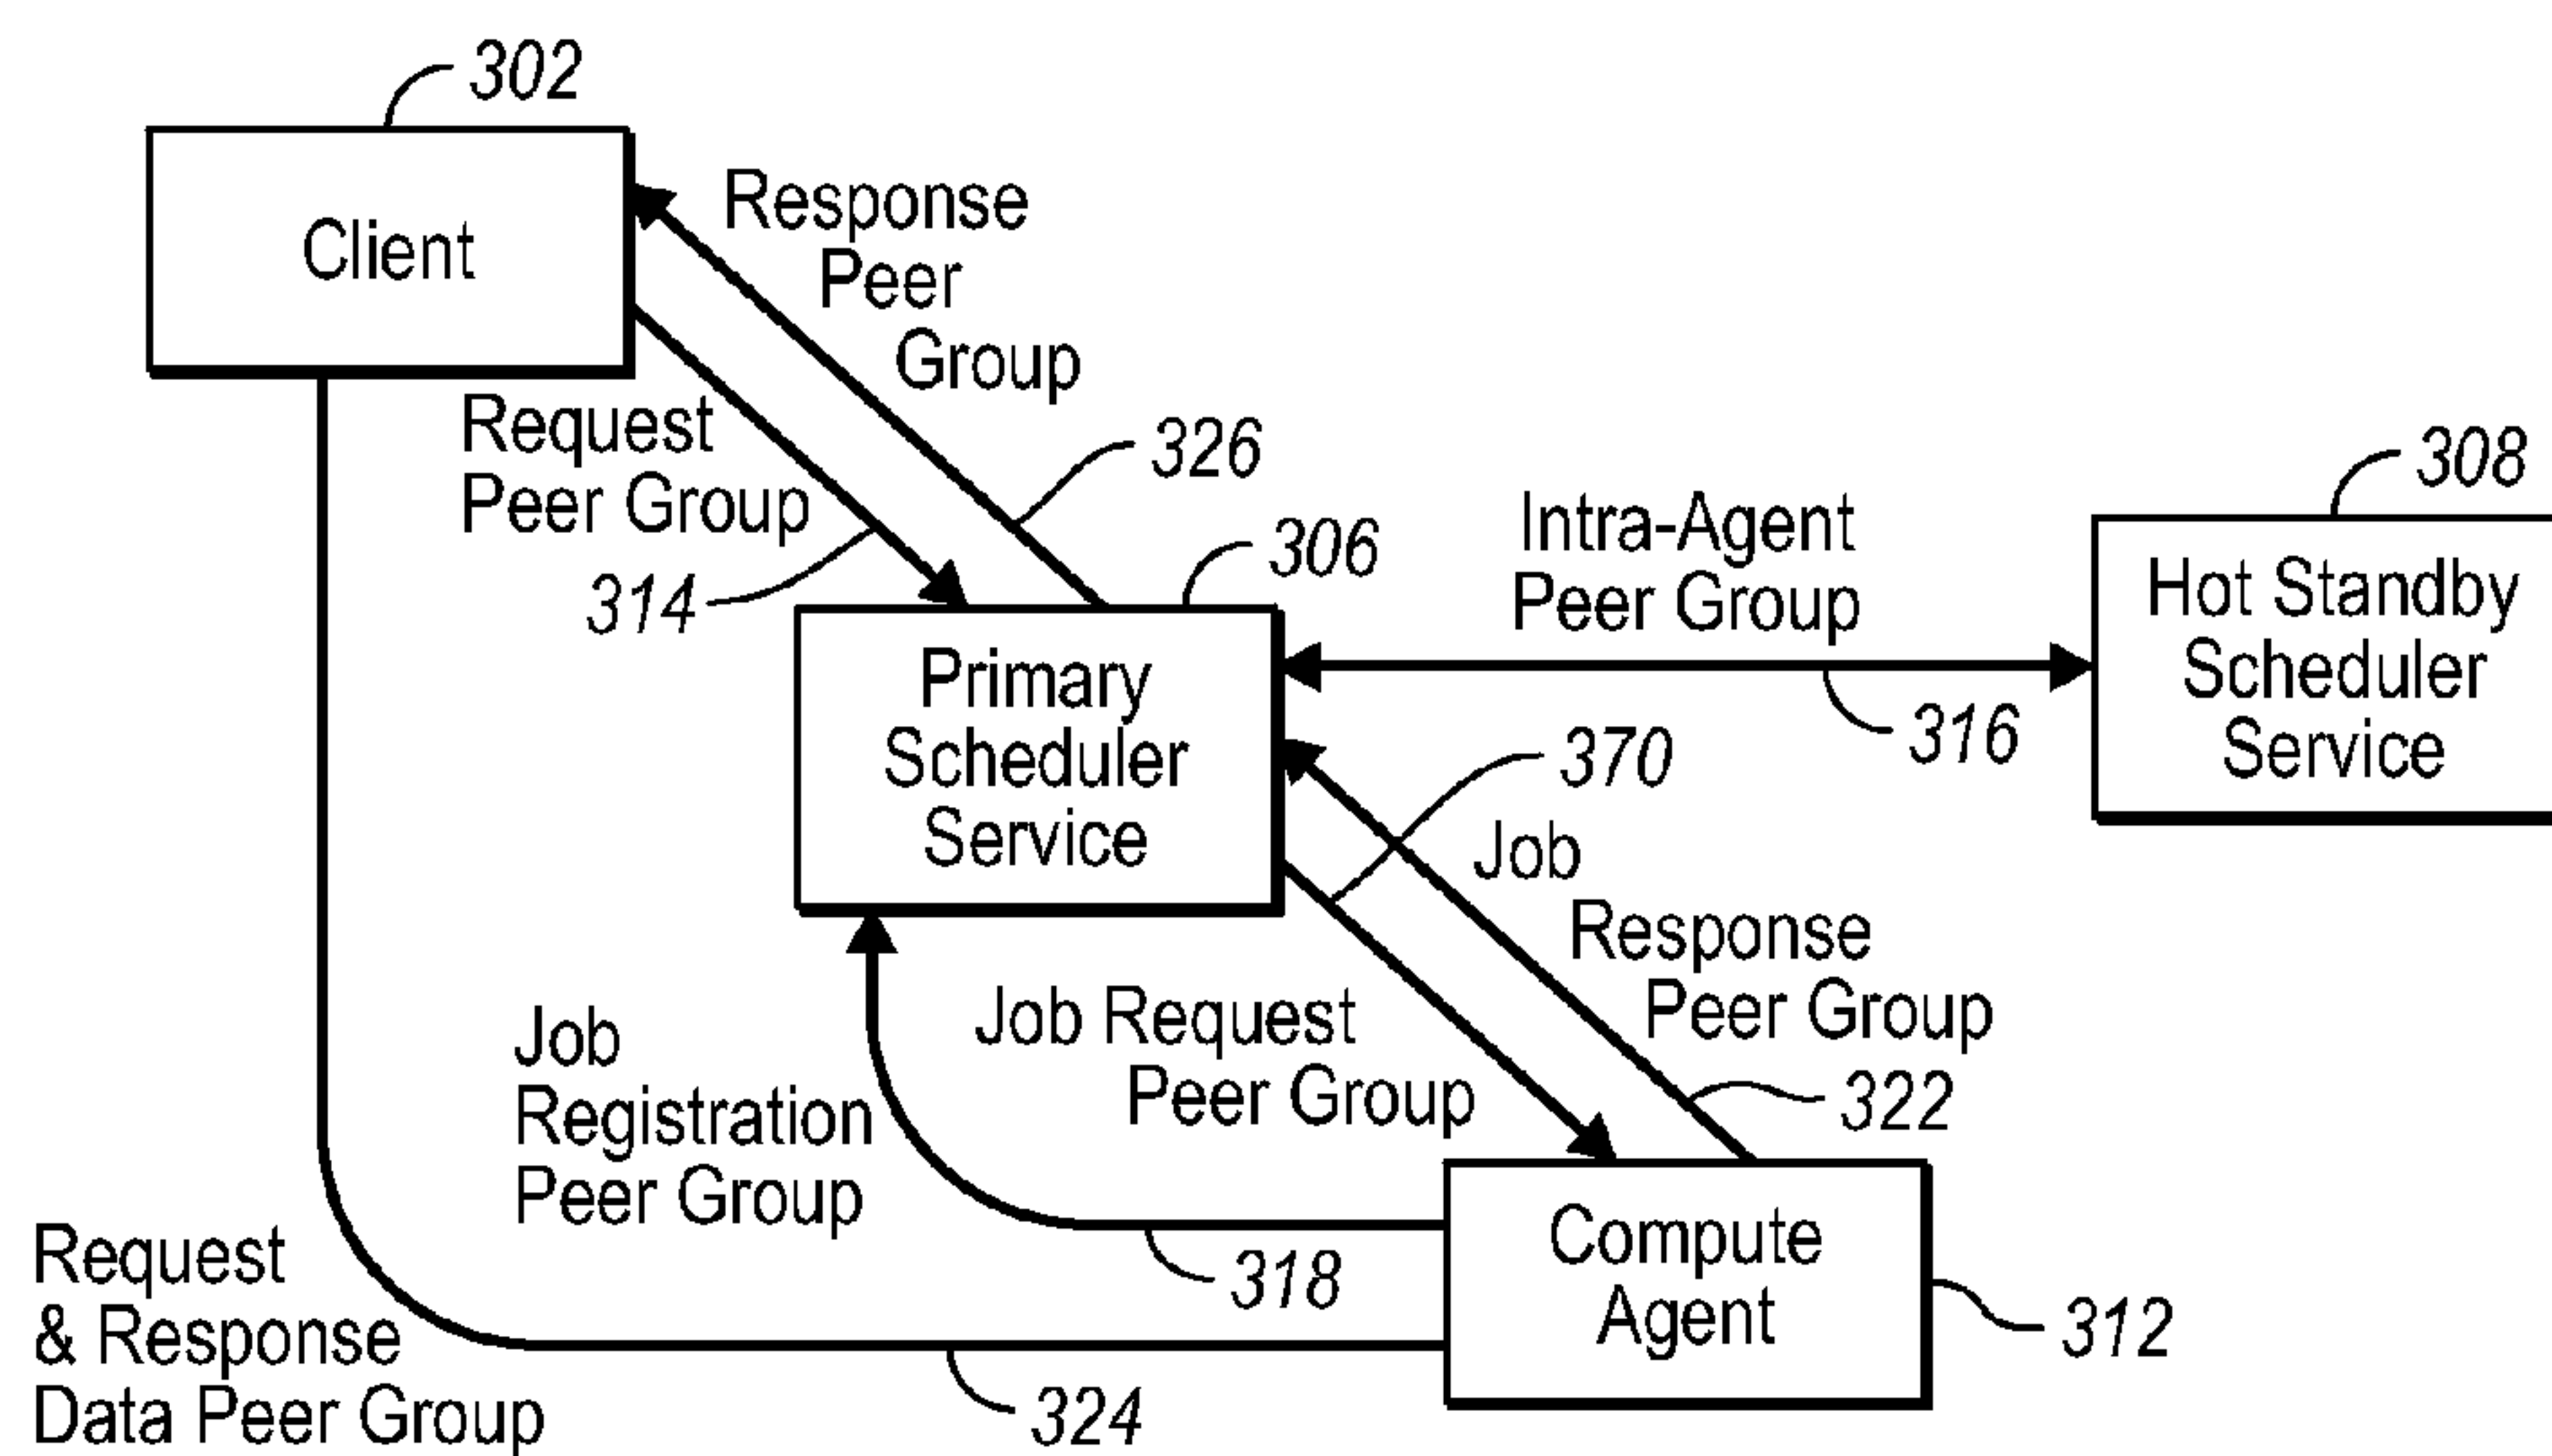 302
Client
Response
Peer
Group
Request
Peer Group
326
314
306
Primary
Scheduler
Service
Intra-Agent
Peer Group
316
308
Hot Standby
Scheduler
Service
370
Job
Response
Peer Group
322
Job Request
Peer Group
Job
Registration
Peer Group
318
Compute
Agent
312
Request
& Response
Data Peer Group
324